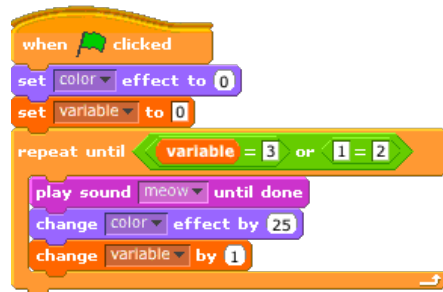 when clicked
set color effect to 0
set variable to 0
repeat until variable = 3 or 1 = 2
play sound meow until done
change color effect by 25
change variable by 1